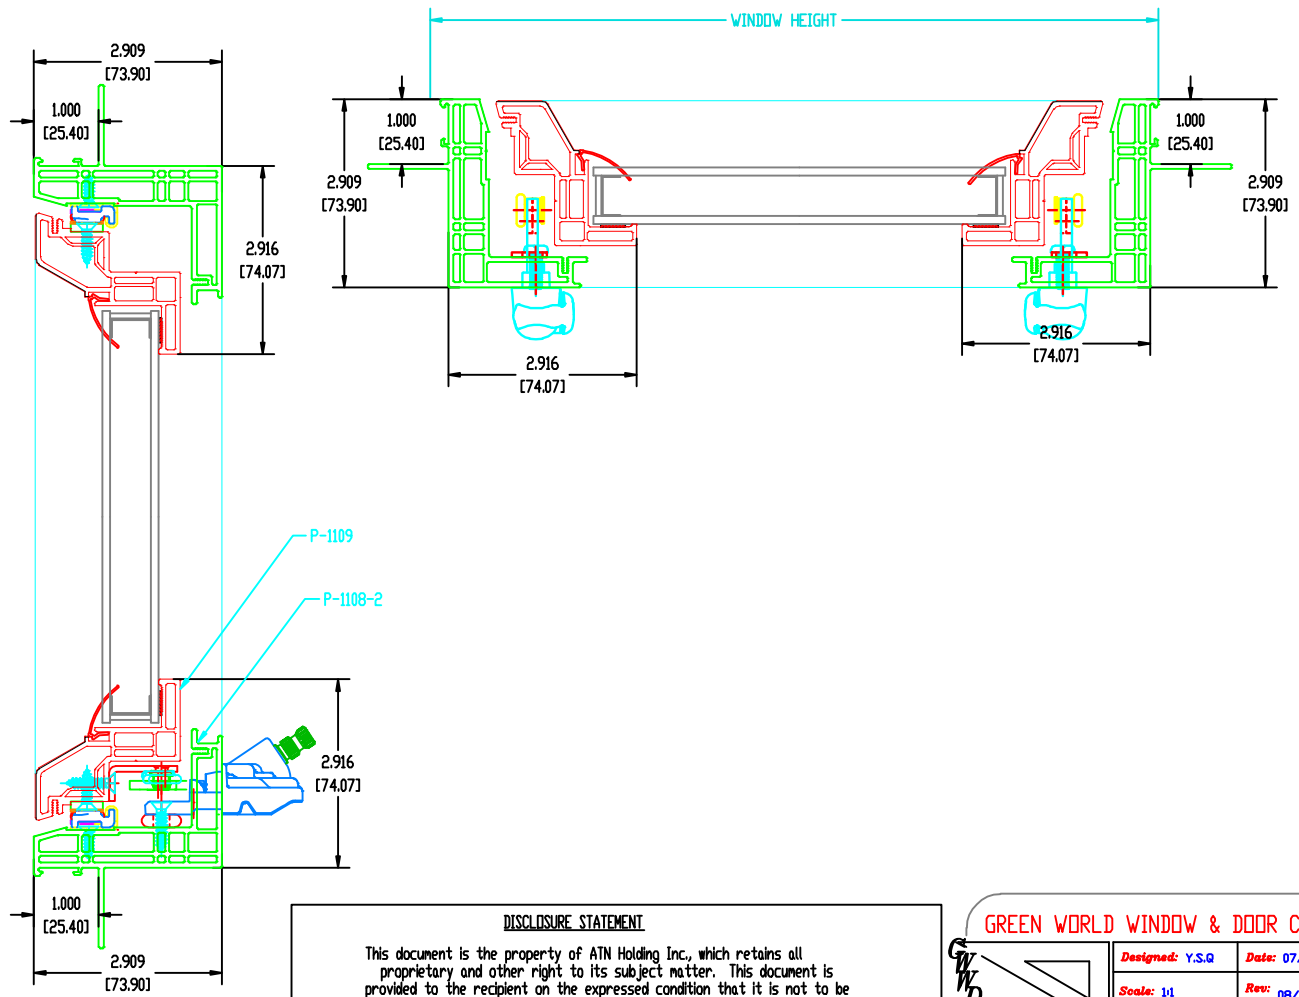 WINDOW HEIGHT
2.909
[73.90]
1.000
[25.40]
2.916
[74.07]
1.000
[25.40]
2.909
[73.90]
1.000
[25.40]
2.909
[73.90]
2.916
[74.07]
2.916
[74.07]
P-1109
P-1108-2
2.916
[74.07]
1.000
[25.40]
2.909
[73.90]
DISCLOSURE STATEMENT
This document is the property of ATN Holding Inc., which retains all
proprietary and other right to its subject matter. This document is
provided to the recipient on the expressed condition that it is not to be
GREEN WORLD WINDOW & DOOR C
GWWD
Designed: Y.S.Q
Date: 07
Scale: 1:1
Rev: 08